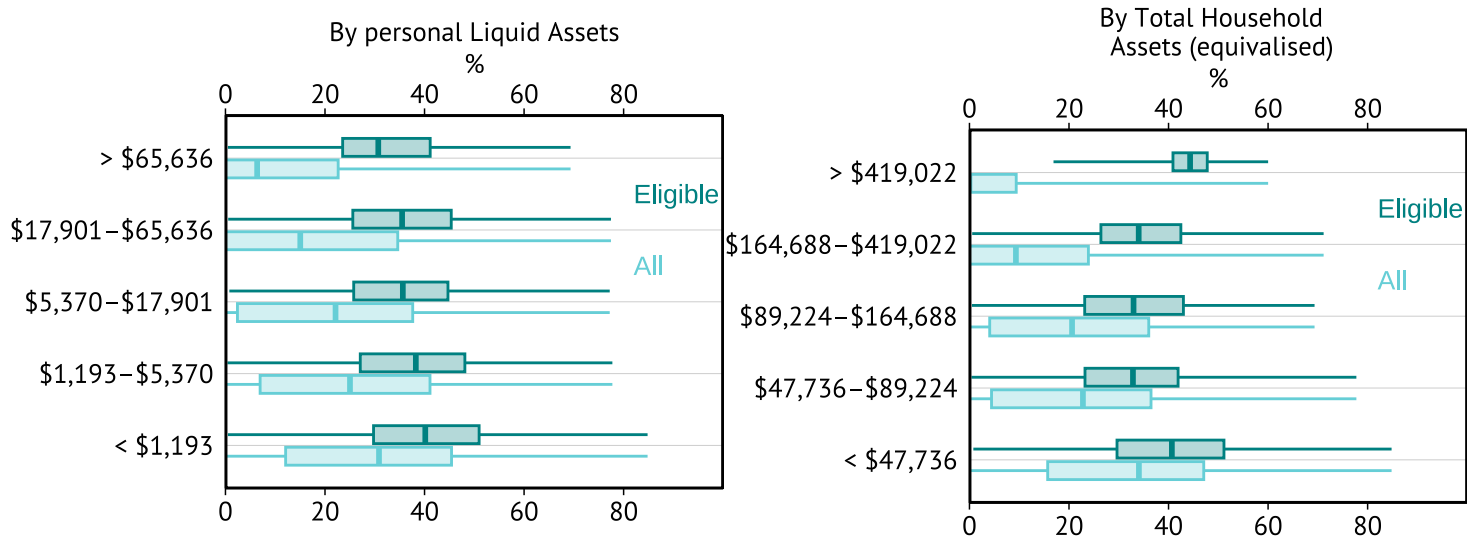 By personal Liquid Assets
%
0 20 40 60 80
> $65,636
Eligible
$17,901–$65,636
All
$5,370–$17,901
$1,193–$5,370
< $1,193
0 20 40 60 80
By Total Household
Assets (equivalised)
%
0 20 40 60 80
> $419,022
Eligible
$164,688–$419,022
All
$89,224–$164,688
$47,736–$89,224
< $47,736
0 20 40 60 80